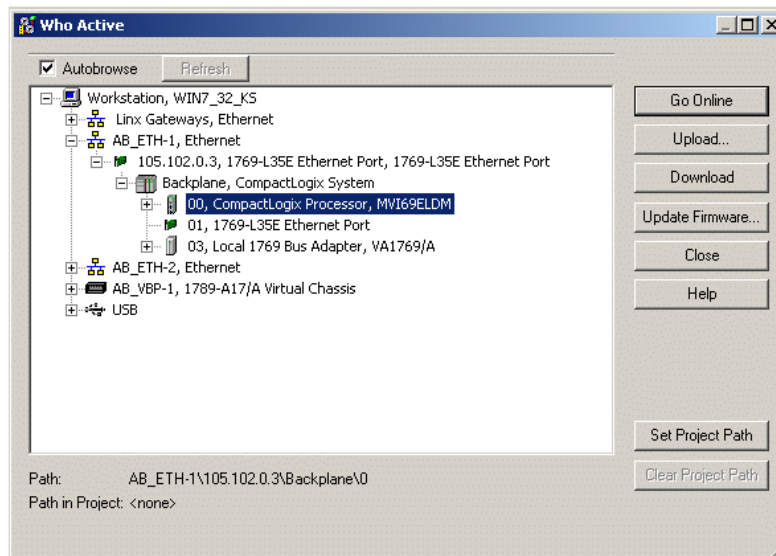 Who Active
Autobrowse
Refresh
Workstation, WIN7_32_KS
Linx Gateways, Ethernet
AB_ETH-1, Ethernet
105.102.0.3, 1769-L35E Ethernet Port, 1769-L35E Ethernet Port
Backplane, CompactLogix System
00, CompactLogix Processor, MVI69ELDM
01, 1769-L35E Ethernet Port
03, Local 1769 Bus Adapter, VA1769/A
AB_ETH-2, Ethernet
AB_VBP-1, 1789-A17/A Virtual Chassis
USB
Go Online
Upload...
Download
Update Firmware...
Close
Help
Set Project Path
Clear Project Path
Path: AB_ETH-1\105.102.0.3\Backplane\0
Path in Project: <none>